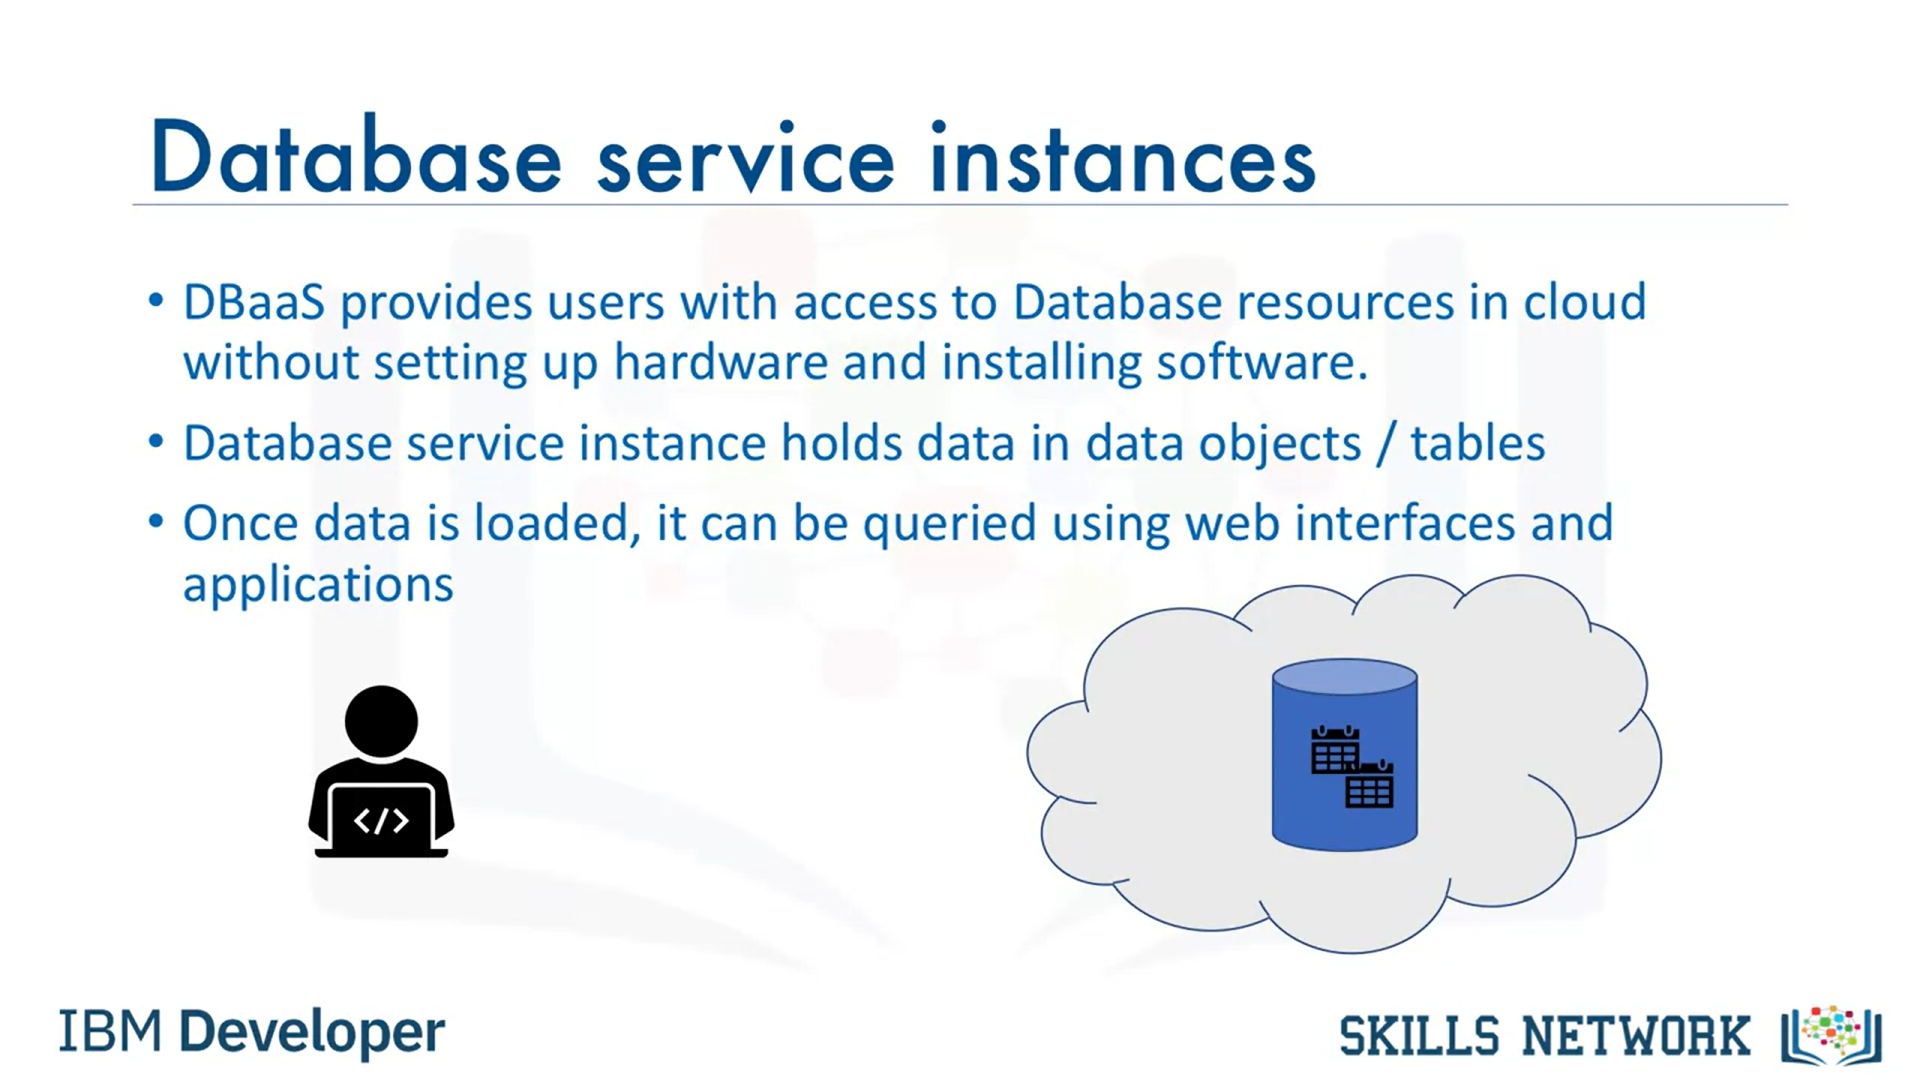 Database service instances
• DBaaS provides users with access to Database resources in cloud
without setting up hardware and installing software.
• Database service instance holds data in data objects / tables
• Once data is loaded, it can be queried using web interfaces and
applications
</>
IBM Developer
SKILLS NETWORK